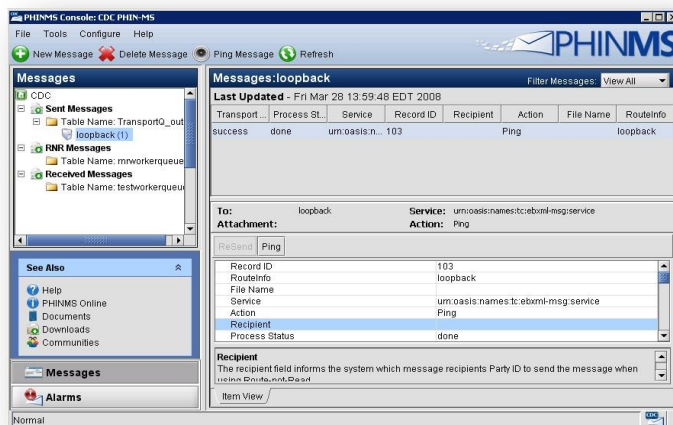 PHINMS Console: CDC PHIN-MS
File Tools Configure Help
New Message Delete Message Ping Message Refresh
PHINMS
Messages
CDC
Sent Messages
Table Name: TransportQ_out
loopback (1)
RNR Messages
Table Name: rnrworkerqueue
Received Messages
Table Name: testworkerqueu
See Also
Help
PHINMS Online
Documents
Downloads
Communities
Messages
Alarms
Messages:loopback
Filter Messages: View All
Last Updated - Fri Mar 28 13:59:48 EDT 2008
Transport ... Process St... Service Record ID Recipient Action File Name RouteInfo
success done urn:oasis:n... 103 Ping loopback
To: loopback Service: urn:oasis:names:tc:ebxml-msg:service
Attachment: Action: Ping
ReSend Ping
Record ID 103
RouteInfo loopback
File Name
Service urn:oasis:names:tc:ebxml-msg:service
Action Ping
Recipient
Process Status done
Recipient
The recipient field informs the system which message recipients Party ID to send the message when
using Route-not-Read
Item View
Normal